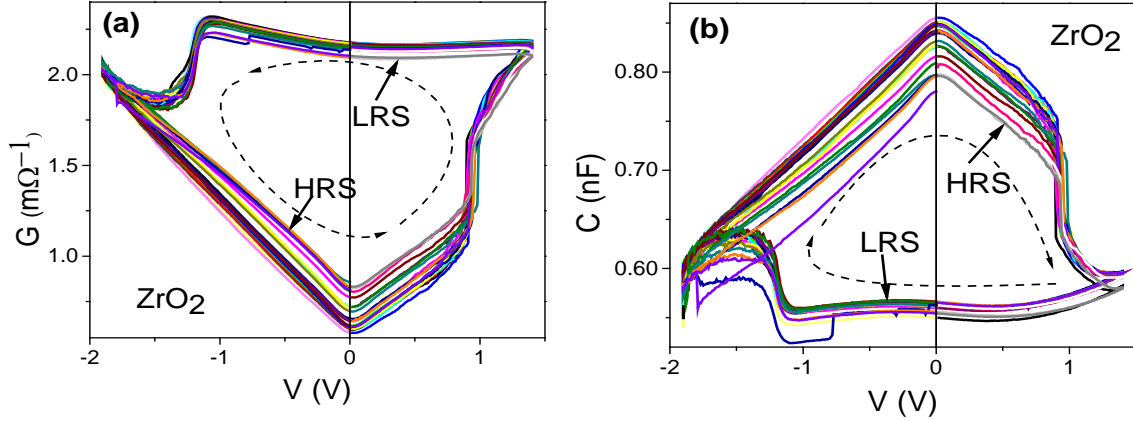 (a)
LRS
HRS
ZrO₂
G (mΩ⁻¹)
2.0
1.5
1.0
-2
-1
0
1
V (V)
(b)
ZrO₂
HRS
LRS
C (nF)
0.80
0.70
0.60
-2
-1
0
1
V (V)